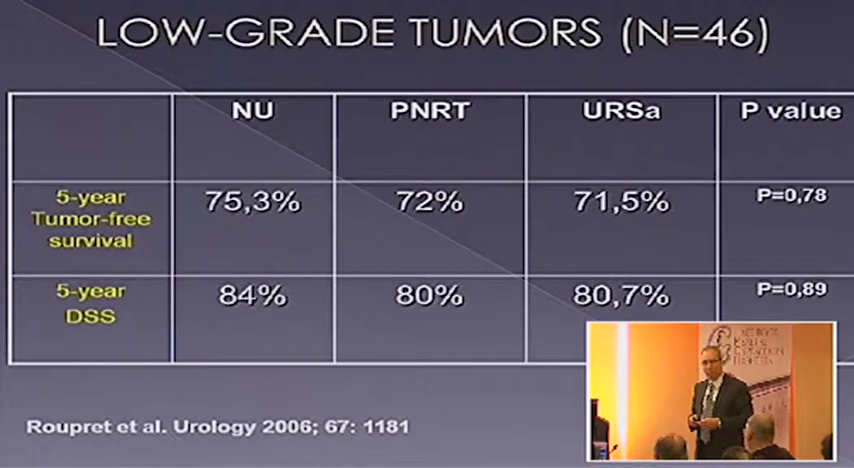 LOW-GRADE TUMORS (N=46)
NU PNRT URSa P value
5-year
Tumor-free
survival
75,3% 72% 71,5% P=0,78
5-year
DSS
84% 80% 80,7% P=0,89
Roupret et al. Urology 2006; 67: 1181